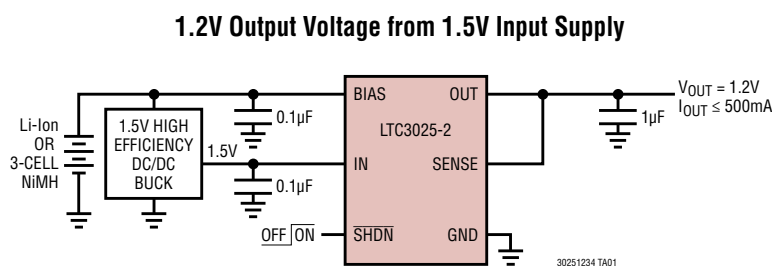 1.2V Output Voltage from 1.5V Input Supply
Li-Ion
OR
3-CELL
NiMH
1.5V HIGH
EFFICIENCY
DC/DC
BUCK
1.5V
0.1µF
0.1µF
OFF ON
BIAS
OUT
LTC3025-2
IN
SENSE
SHDN
GND
1µF
VOUT = 1.2V
IOUT ≤ 500mA
30251234 TA01